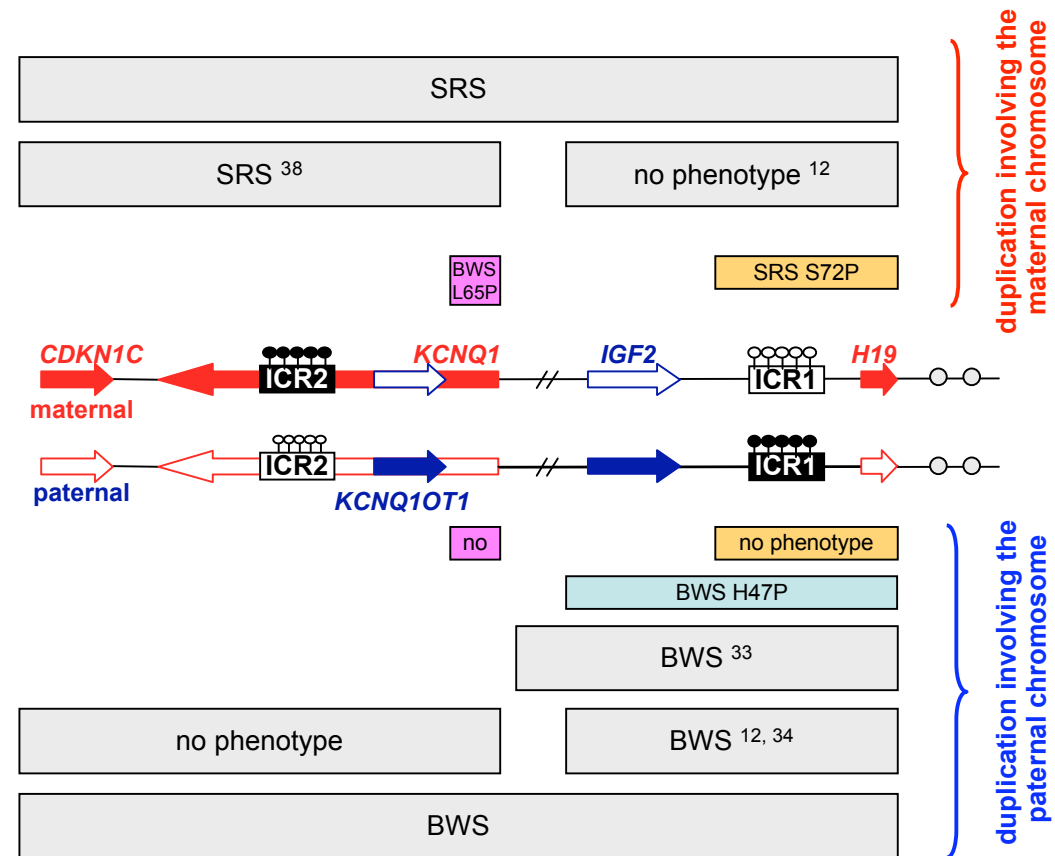 SRS
SRS 38
no phenotype 12
BWS
L65P
SRS S72P
duplication involving the
maternal chromosome
CDKN1C
KCNQ1
IGF2
H19
ICR2
ICR1
maternal
ICR2
ICR1
paternal
KCNQ1OT1
no
no phenotype
BWS H47P
BWS 33
no phenotype
BWS 12, 34
BWS
duplication involving the
paternal chromosome